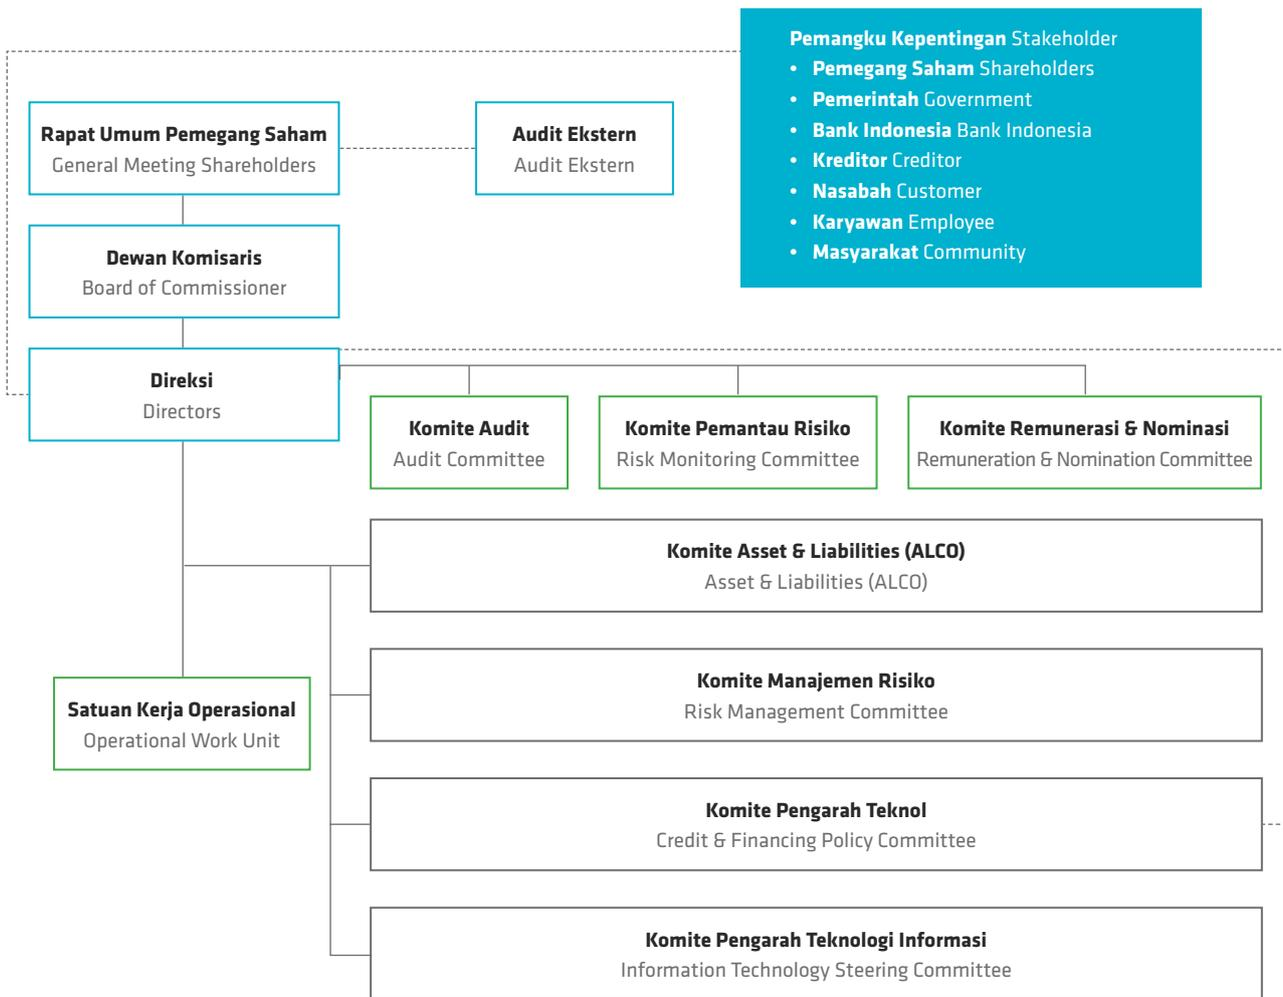 Pemangku Kepentingan Stakeholder
• Pemegang Saham Shareholders
• Pemerintah Government
• Bank Indonesia Bank Indonesia
• Kreditor Creditor
• Nasabah Customer
• Karyawan Employee
• Masyarakat Community
Rapat Umum Pemegang Saham
General Meeting Shareholders
Audit Ekstern
Audit Ekstern
Dewan Komisaris
Board of Commissioner
Direksi
Directors
Komite Audit
Audit Committee
Komite Pemantau Risiko
Risk Monitoring Committee
Komite Remunerasi & Nominasi
Remuneration & Nomination Committee
Komite Asset & Liabilities (ALCO)
Asset & Liabilities (ALCO)
Komite Manajemen Risiko
Risk Management Committee
Satuan Kerja Operasional
Operational Work Unit
Komite Pengarah Teknol
Credit & Financing Policy Committee
Komite Pengarah Teknologi Informasi
Information Technology Steering Committee